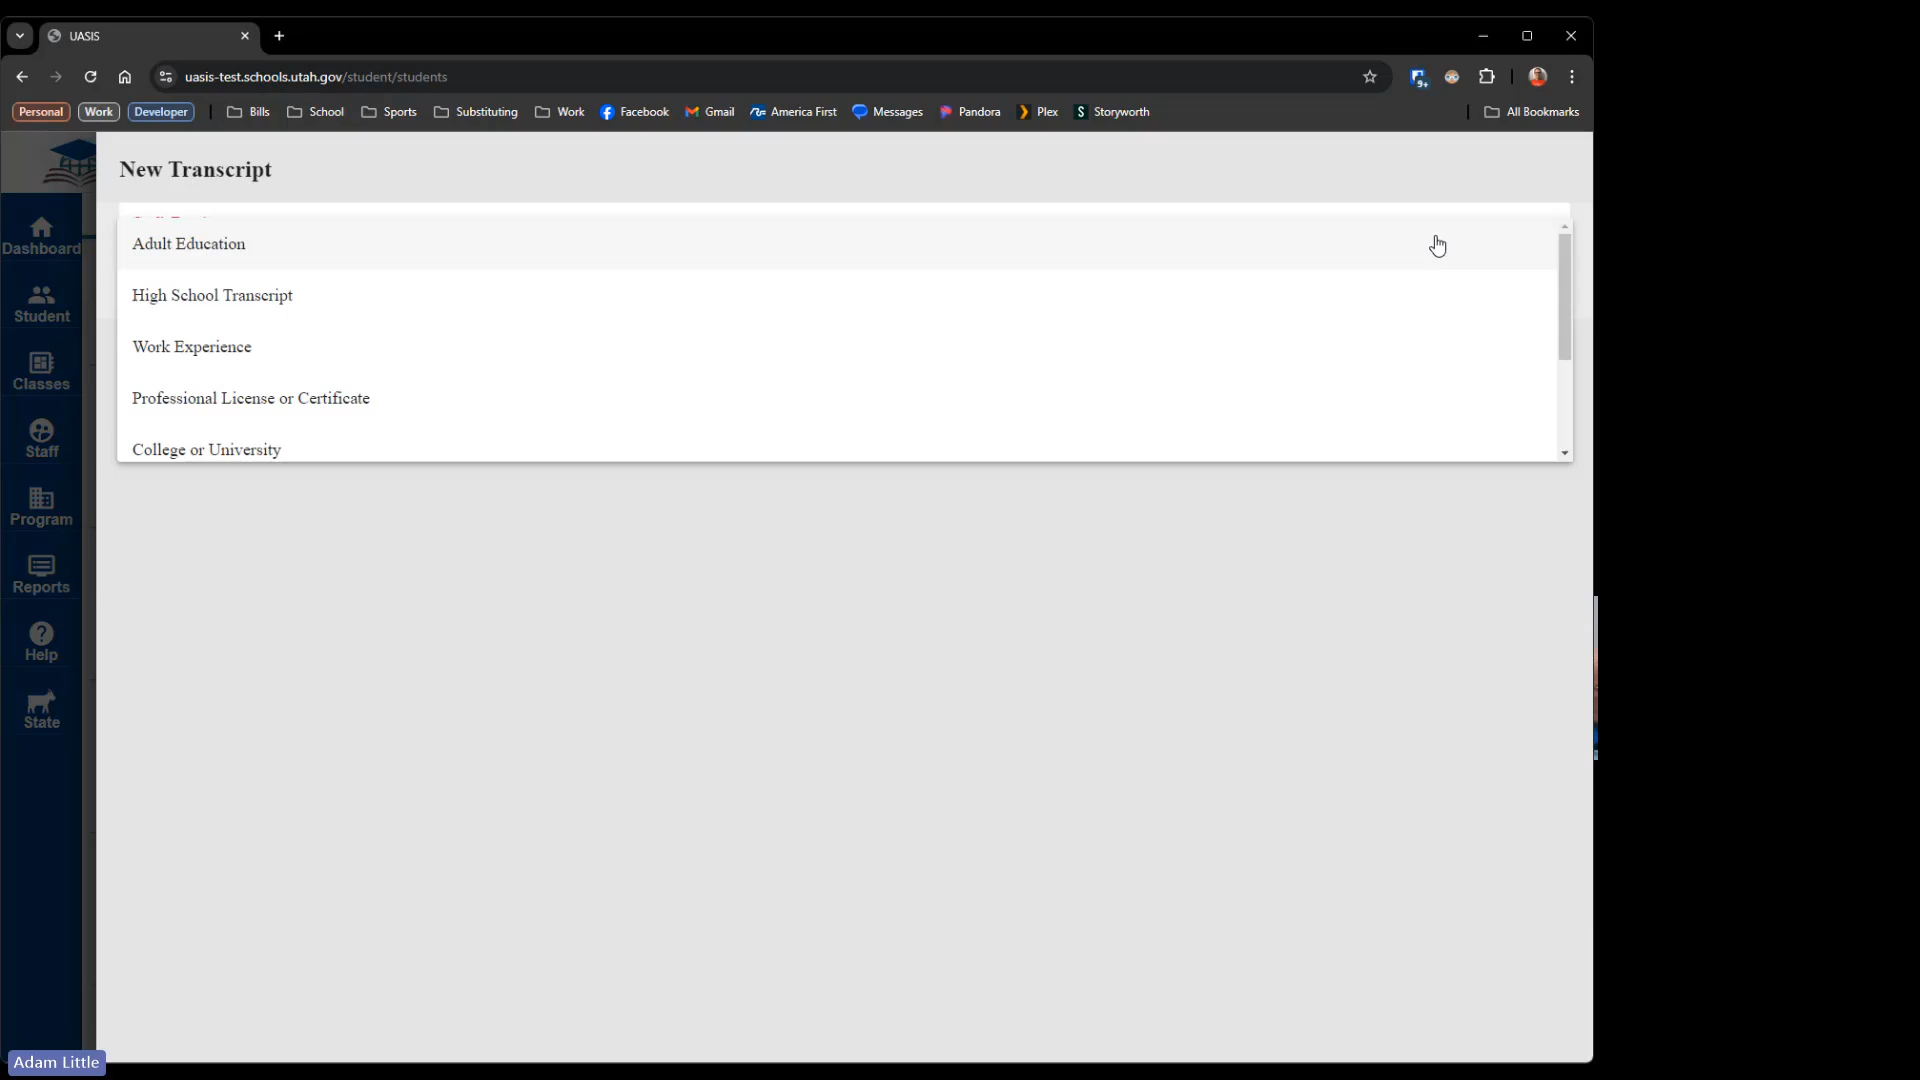 UASIS
uasis-test.schools.utah.gov/student/students
Personal Work Developer Bills School Sports Substituting Work Facebook Gmail America First Messages Pandora Plex Storyworth All Bookmarks
New Transcript
Adult Education
High School Transcript
Work Experience
Professional License or Certificate
College or University
Dashboard
Student
Classes
Staff
Program
Reports
Help
State
Adam Little